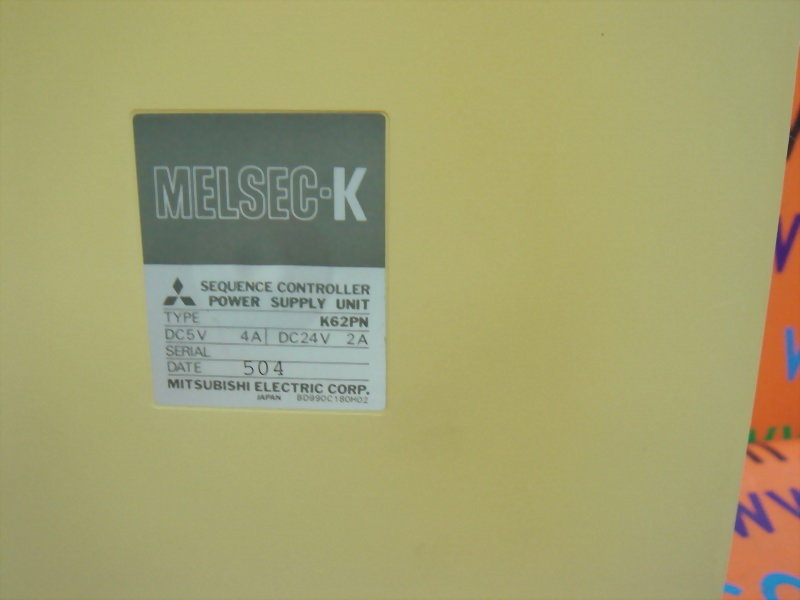 MELSEC-K
SEQUENCE CONTROLLER
POWER SUPPLY UNIT
TYPE K62PN
DC5V 4A DC24V 2A
SERIAL
DATE 504
MITSUBISHI ELECTRIC CORP.
JAPAN BD990C180H02